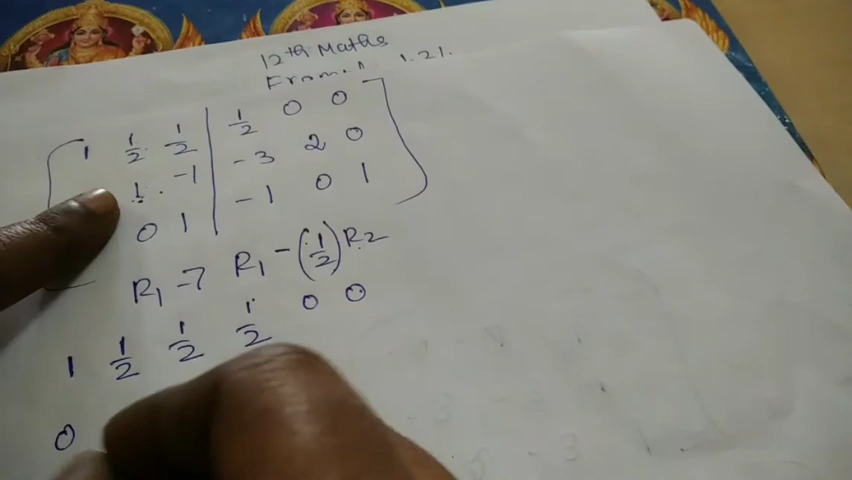 12th Maths
From: 1.21.
1 1/2 1/2 | 1/2 0 0
1 -1 | -3 2 0
0 1 | -1 0 1
R1 → R1 - (1/2) R2
1 1/2 1/2 1/2 0 0
0